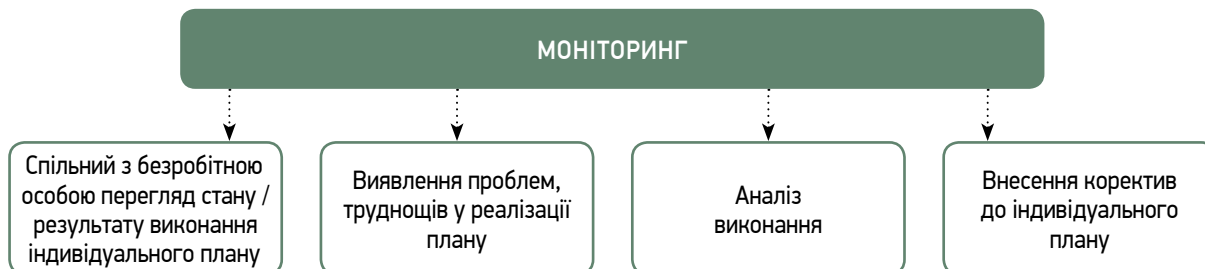 МОНІТОРИНГ
Спільний з безробітною
особою перегляд стану /
результату виконання
індивідуального плану
Виявлення проблем,
труднощів у реалізації
плану
Аналіз
виконання
Внесення коректив
до індивідуального
плану